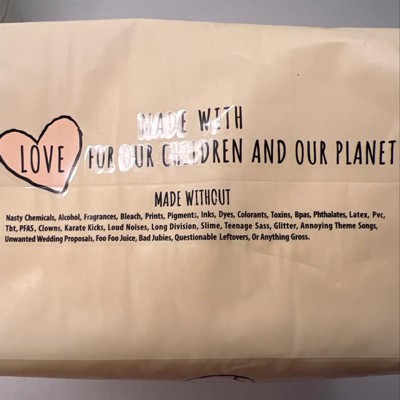 MADE WITH
LOVE FOR OUR CHILDREN AND OUR PLANET
MADE WITHOUT
Nasty Chemicals, Alcohol, Fragrances, Bleach, Prints, Pigments, Inks, Dyes, Colorants, Toxins, Bpas, Phthalates, Latex, Pvc,
Tbt, PFAS, Clowns, Karate Kicks, Loud Noises, Long Division, Slime, Teenage Sass, Glitter, Annoying Theme Songs,
Unwanted Wedding Proposals, Foo Foo Juice, Bad Jubies, Questionable Leftovers, Or Anything Gross.